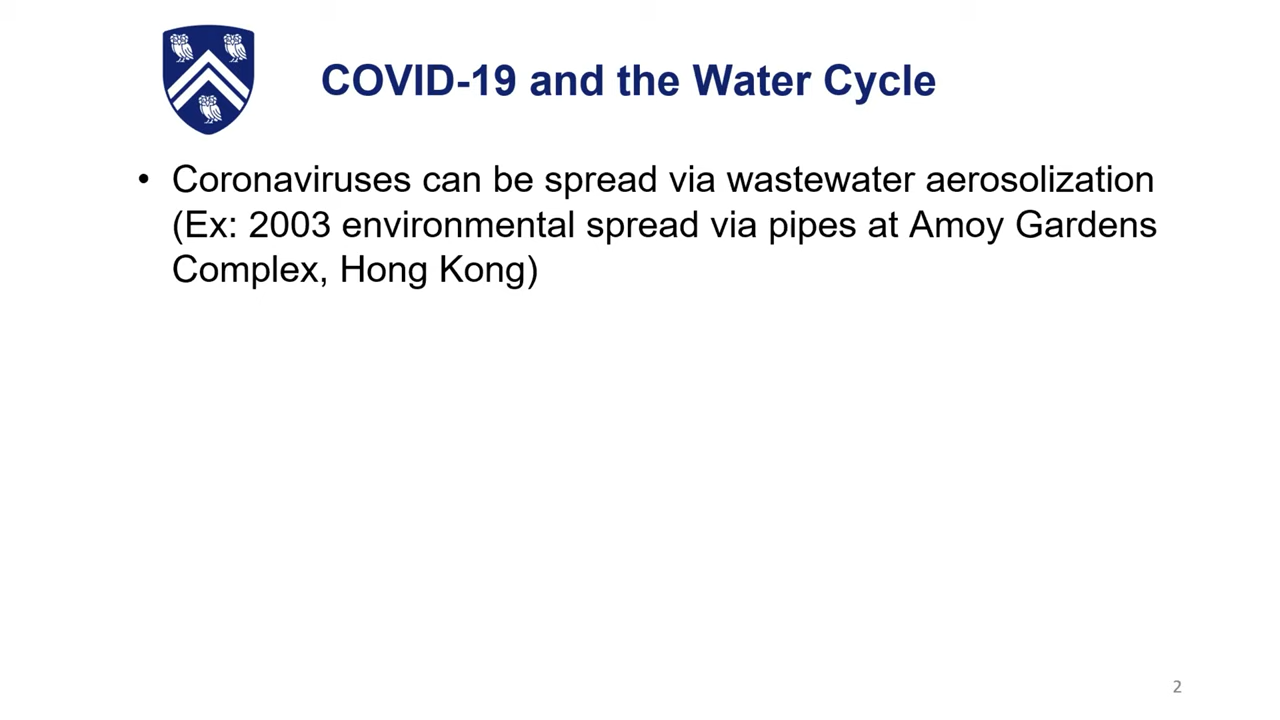 COVID-19 and the Water Cycle
• Coronaviruses can be spread via wastewater aerosolization
(Ex: 2003 environmental spread via pipes at Amoy Gardens
Complex, Hong Kong)
2